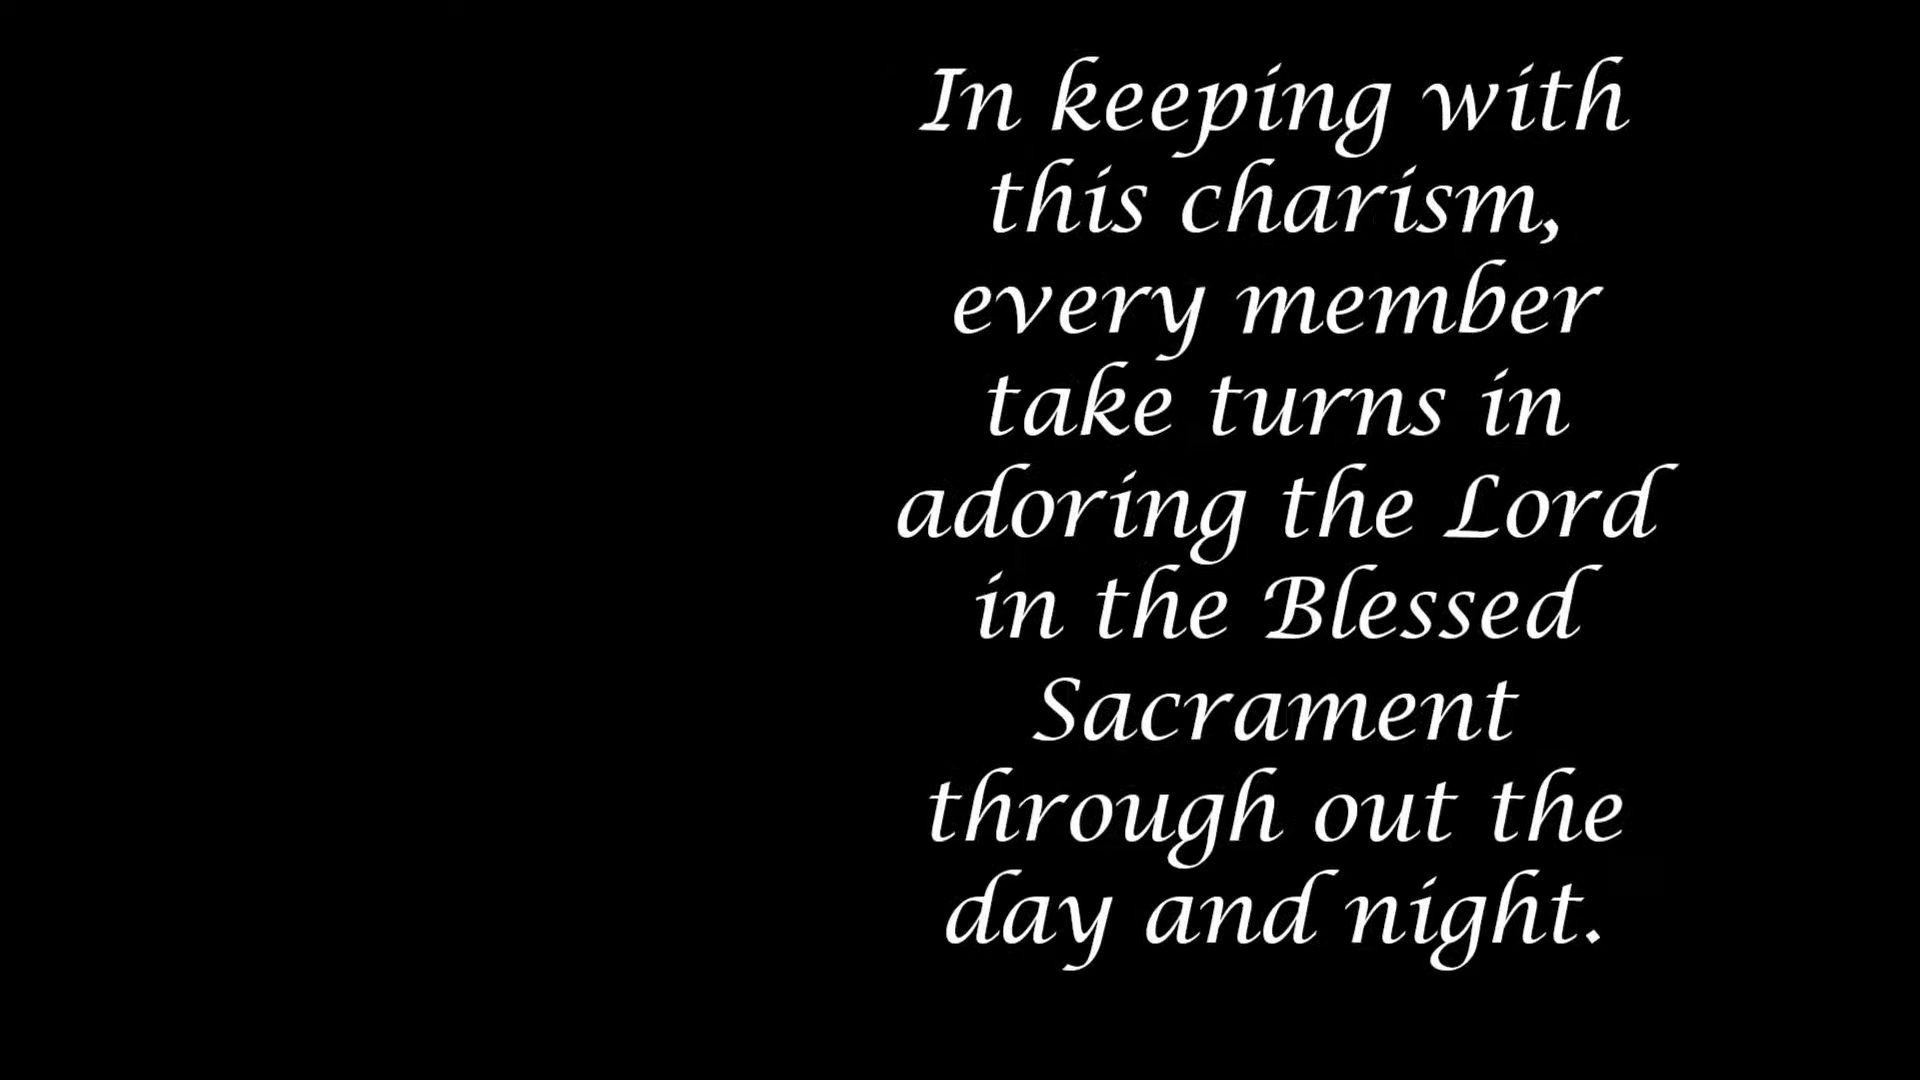 In keeping with
this charism,
every member
take turns in
adoring the Lord
in the Blessed
Sacrament
through out the
day and night.